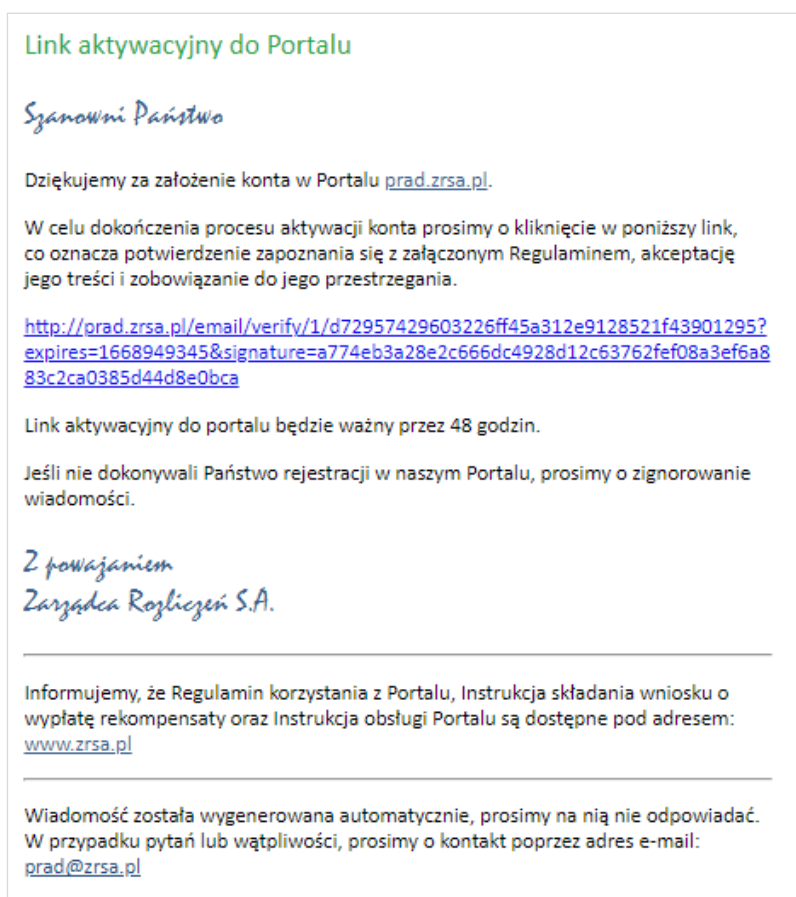 Link aktywacyjny do Portalu
Szanowni Państwo
Dziękujemy za założenie konta w Portalu prad.zrsa.pl.
W celu dokończenia procesu aktywacji konta prosimy o kliknięcie w poniższy link,
co oznacza potwierdzenie zapoznania się z załączonym Regulaminem, akceptację
jego treści i zobowiązanie do jego przestrzegania.
http://prad.zrsa.pl/email/verify/1/d72957429603226ff45a312e9128521f43901295?
expires=1668949345&signature=a774eb3a28e2c666dc4928d12c63762fef08a3ef6a8
83c2ca0385d44d8e0bca
Link aktywacyjny do portalu będzie ważny przez 48 godzin.
Jeśli nie dokonywali Państwo rejestracji w naszym Portalu, prosimy o zignorowanie
wiadomości.
Z poważaniem
Zarządca Rozliczeń S.A.
Informujemy, że Regulamin korzystania z Portalu, Instrukcja składania wniosku o
wypłatę rekompensaty oraz Instrukcja obsługi Portalu są dostępne pod adresem:
www.zrsa.pl
Wiadomość została wygenerowana automatycznie, prosimy na nią nie odpowiadać.
W przypadku pytań lub wątpliwości, prosimy o kontakt poprzez adres e-mail:
prad@zrsa.pl